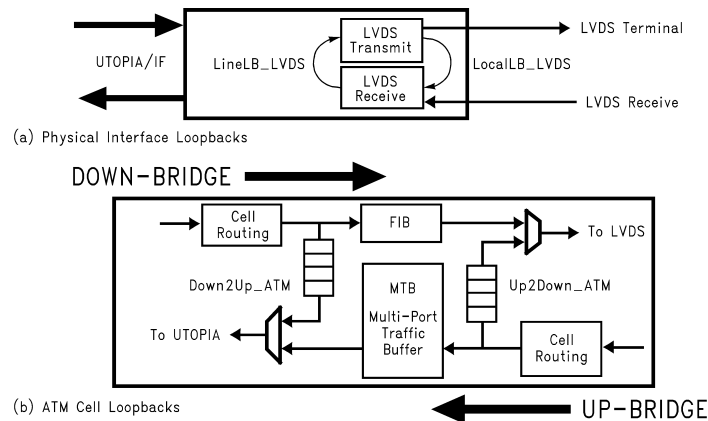 LVDS
Transmit
LVDS Terminal
UTOPIA/IF
LineLB_LVDS
LocalLB_LVDS
LVDS
Receive
LVDS Receive
(a) Physical Interface Loopbacks
DOWN-BRIDGE
Cell
Routing
FIB
To LVDS
Down2Up_ATM
MTB
Multi-Port
Traffic
Buffer
Up2Down_ATM
To UTOPIA
Cell
Routing
(b) ATM Cell Loopbacks
UP-BRIDGE